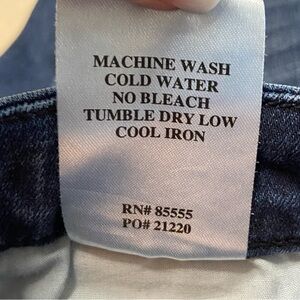 MACHINE WASH
COLD WATER
NO BLEACH
TUMBLE DRY LOW
COOL IRON
RN# 85555
PO# 21220